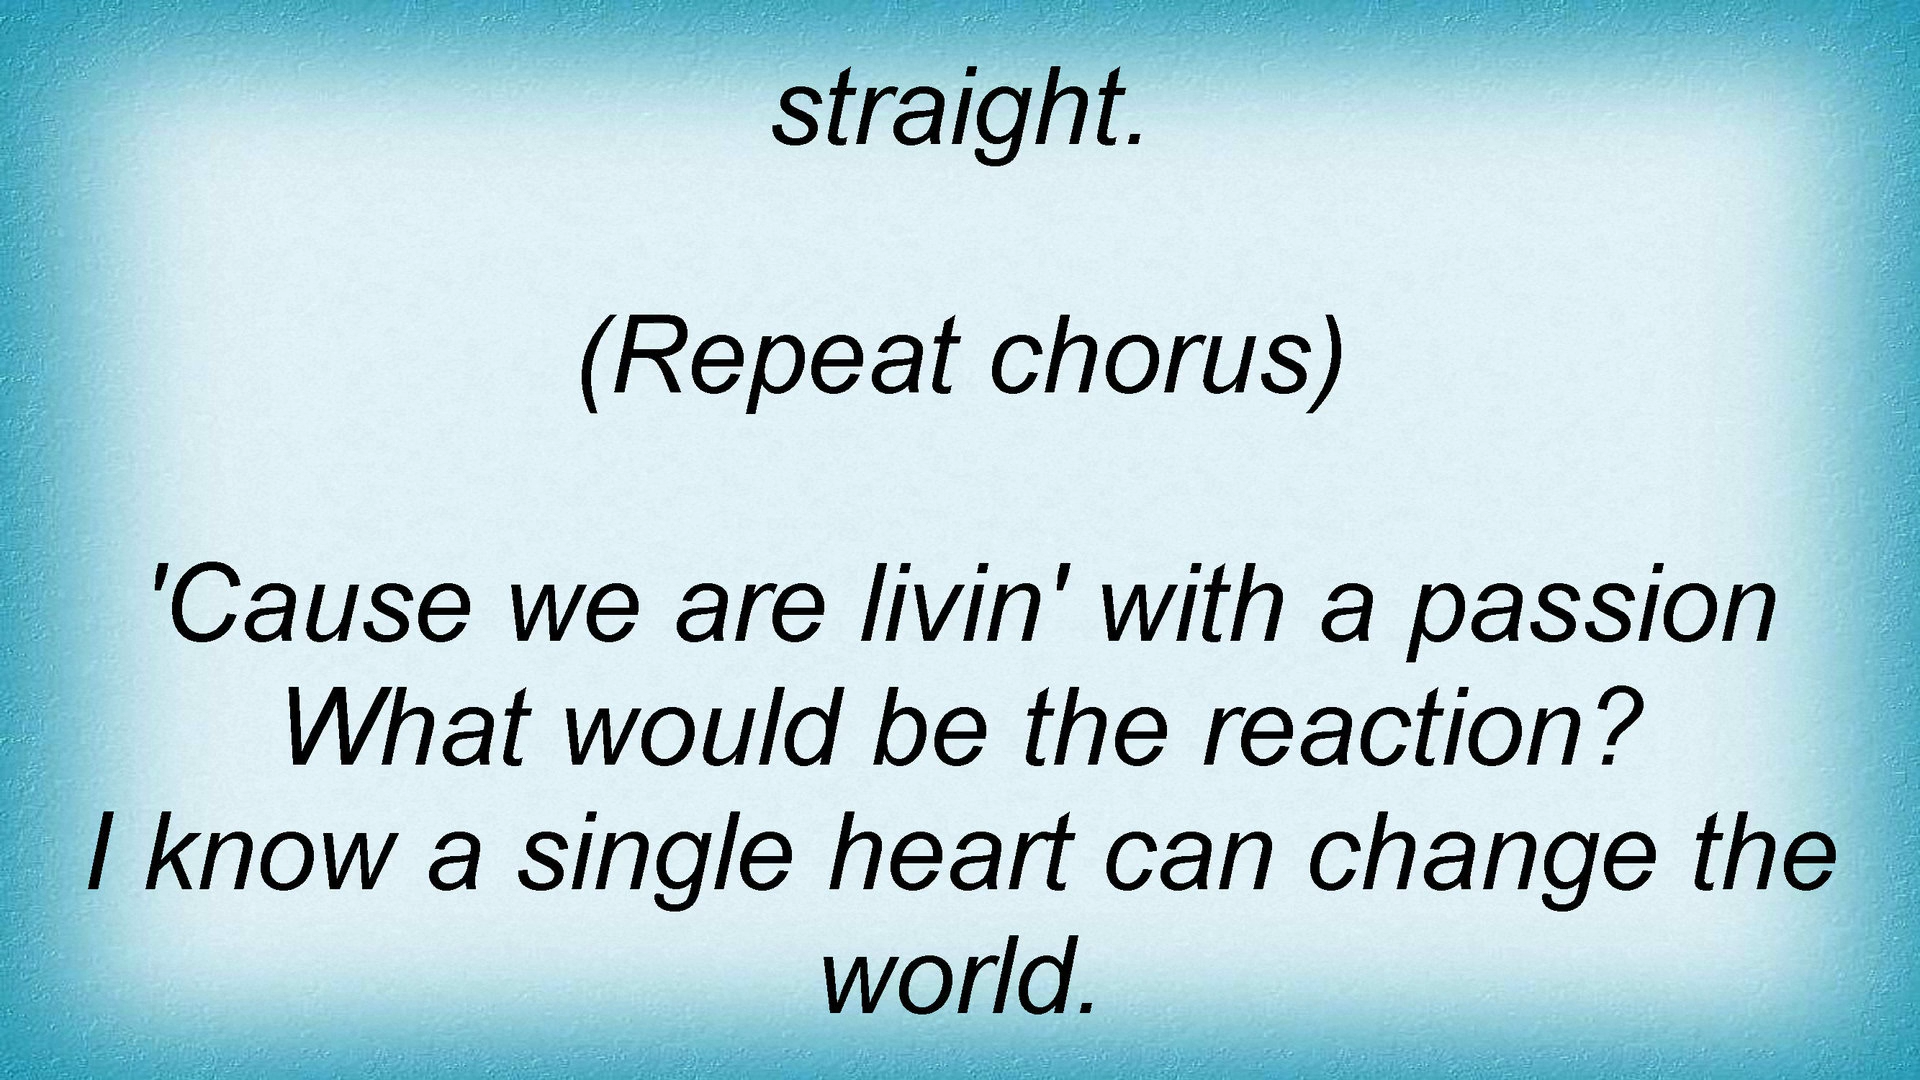 straight.
(Repeat chorus)
'Cause we are livin' with a passion
What would be the reaction?
I know a single heart can change the
world.